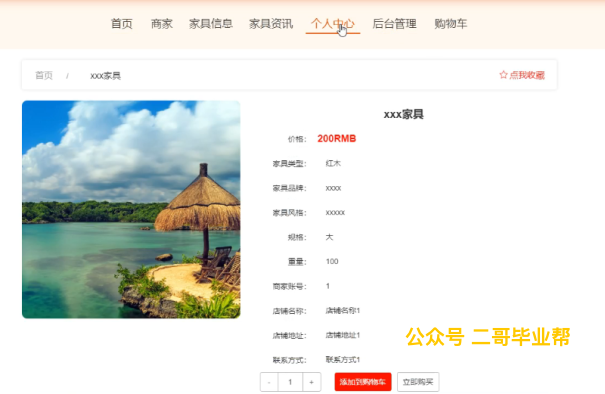 首页 商家 家具信息 家具资讯 个人中心 后台管理 购物车
首页 / xxx家具 ☆点我收藏
xxx家具
价格： 200RMB
家具类型： 红木
家具品牌： xxxx
家具风格： xxxxx
规格： 大
重量： 100
商家账号： 1
店铺名称： 店铺名称1
店铺地址： 店铺地址1
公众号 二哥毕业帮
联系方式： 联系方式1
- 1 + 添加到购物车 立即购买